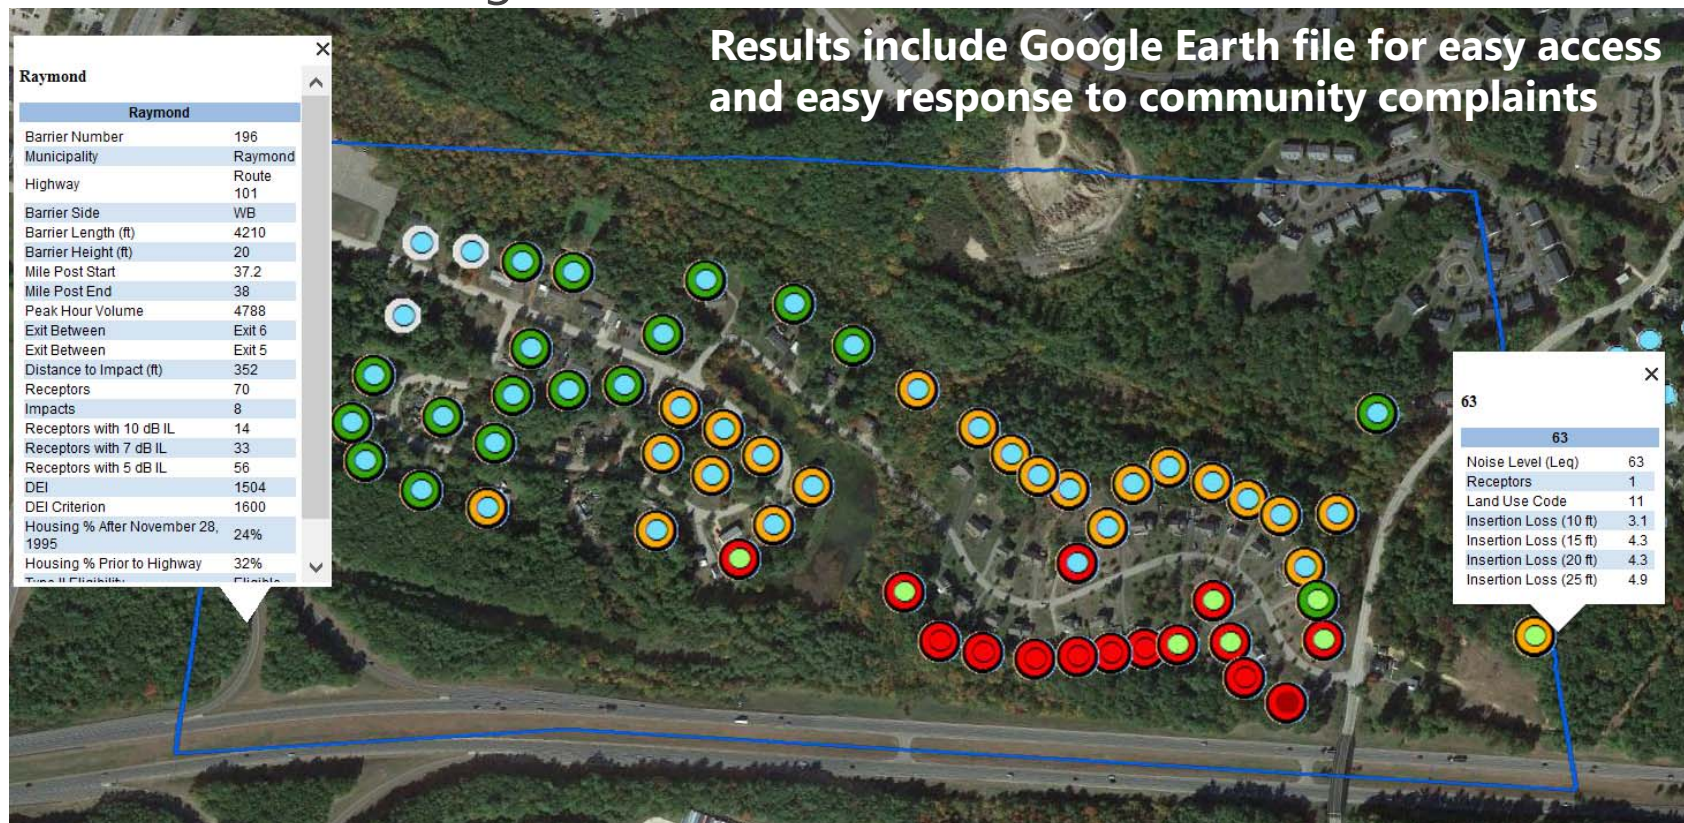 Results include Google Earth file for easy access
and easy response to community complaints
Raymond
Raymond
Barrier Number 196
Municipality Raymond
Highway Route
101
Barrier Side WB
Barrier Length (ft) 4210
Barrier Height (ft) 20
Mile Post Start 37.2
Mile Post End 38
Peak Hour Volume 4788
Exit Between Exit 6
Exit Between Exit 5
Distance to Impact (ft) 352
Receptors 70
Impacts 8
Receptors with 10 dB IL 14
Receptors with 7 dB IL 33
Receptors with 5 dB IL 56
DEI 1504
DEI Criterion 1600
Housing % After November 28,
1995 24%
Housing % Prior to Highway 32%
Type II Eligibility Eligible
63
63
Noise Level (Leq) 63
Receptors 1
Land Use Code 11
Insertion Loss (10 ft) 3.1
Insertion Loss (15 ft) 4.3
Insertion Loss (20 ft) 4.3
Insertion Loss (25 ft) 4.9